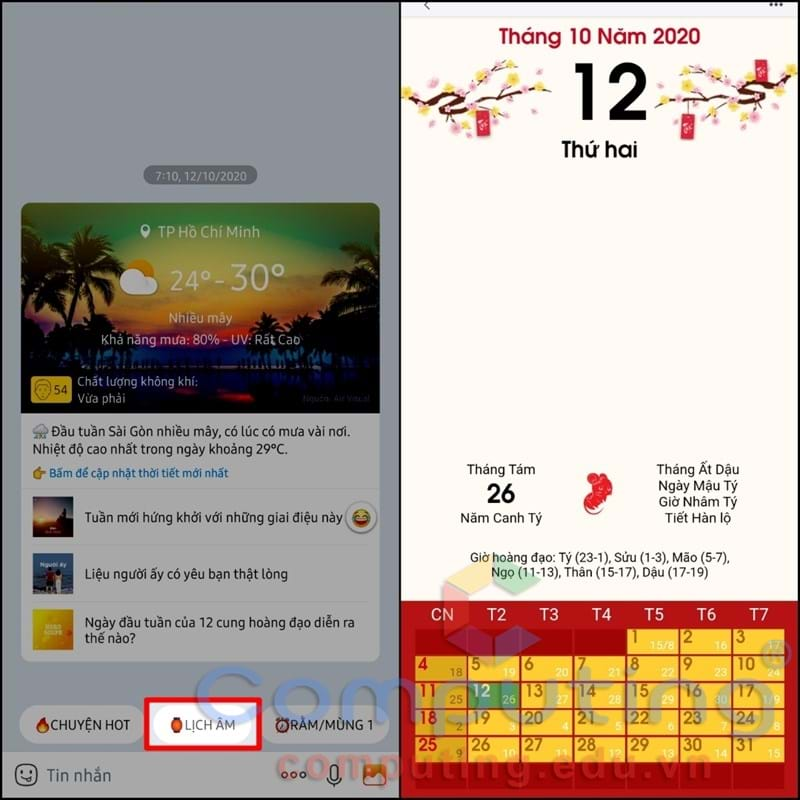 7:10, 12/10/2020
TP Hồ Chí Minh
24°-30°
Nhiều mây
Khả năng mưa: 80% - UV: Rất Cao
54
Chất lượng không khí:
Vừa phải
Nguồn: Air Visual
Đầu tuần Sài Gòn nhiều mây, có lúc có mưa vài nơi.
Nhiệt độ cao nhất trong ngày khoảng 29°C.
Bấm để cập nhật thời tiết mới nhất
Tuần mới hứng khởi với những giai điệu này
Người ấy
Liệu người ấy có yêu bạn thật lòng
Ngày đầu tuần của 12 cung hoàng đạo diễn ra
thế nào?
CHUYỆN HOT
LỊCH ÂM
RẰM/MÙNG 1
Tin nhắn
Tháng 10 Năm 2020
12
Thứ hai
Tháng Tám
26
Năm Canh Tý
Tháng Ất Dậu
Ngày Mậu Tý
Giờ Nhâm Tý
Tiết Hàn lộ
Giờ hoàng đạo: Tý (23-1), Sửu (1-3), Mão (5-7),
Ngọ (11-13), Thân (15-17), Dậu (17-19)
CN T2 T3 T4 T5 T6 T7
1 15/8 2 16 3 17
4 18 5 19 6 20 7 21 8 22 9 23 10 24
11 25 12 26 13 27 14 28 15 29 16 30 17 1/9
18 2 19 3 20 4 21 5 22 6 23 7 24 8
25 9 26 10 27 11 28 12 29 13 30 14 31 15
Computing®
computing.edu.vn